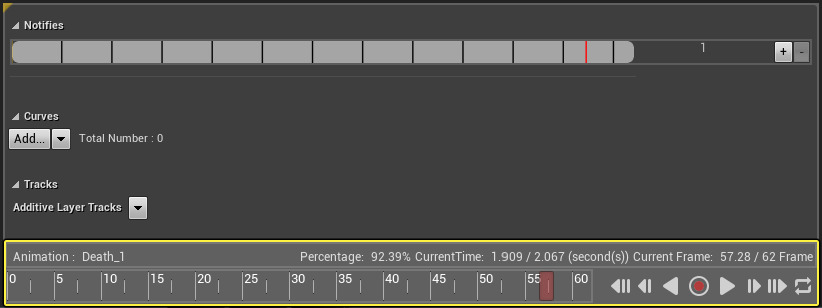 Notifies
1 + -
Curves
Add... Total Number : 0
Tracks
Additive Layer Tracks
Animation : Death_1 Percentage: 92.39% CurrentTime: 1.909 / 2.067 (second(s)) Current Frame: 57.28 / 62 Frame
0 5 10 15 20 25 30 35 40 45 50 55 60